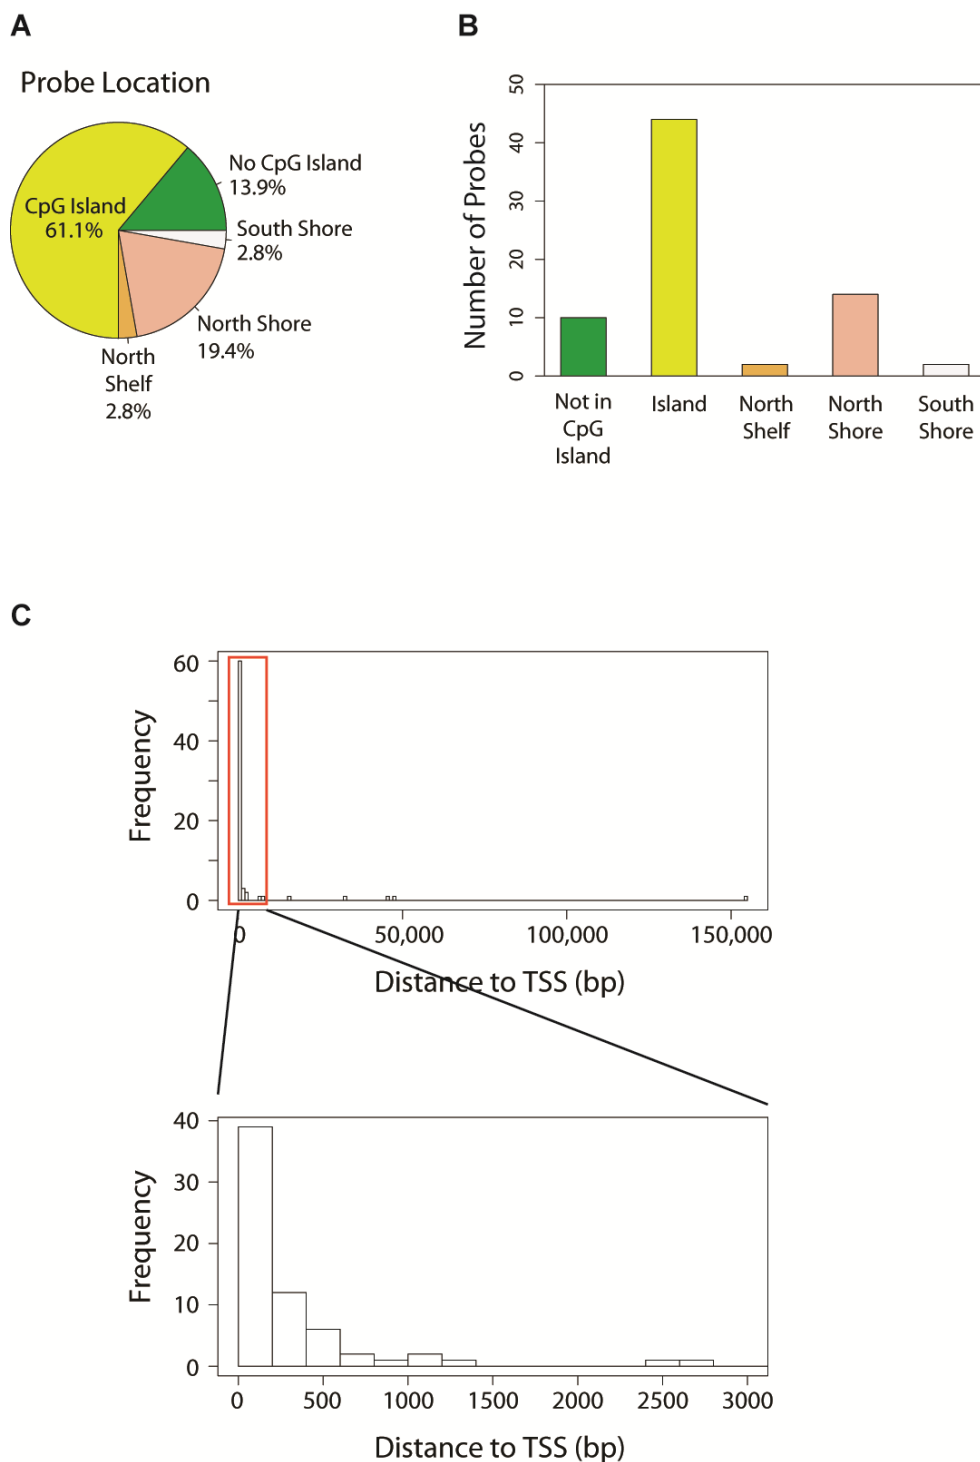 A
Probe Location
No CpG Island
13.9%
CpG Island
61.1%
South Shore
2.8%
North Shore
19.4%
North
Shelf
2.8%
B
Number of Probes
50
40
30
20
10
0
Not in
CpG
Island
Island
North
Shelf
North
Shore
South
Shore
C
Frequency
60
40
20
0
0
50,000
100,000
150,000
Distance to TSS (bp)
Frequency
40
30
20
10
0
0
500
1000
1500
2000
2500
3000
Distance to TSS (bp)